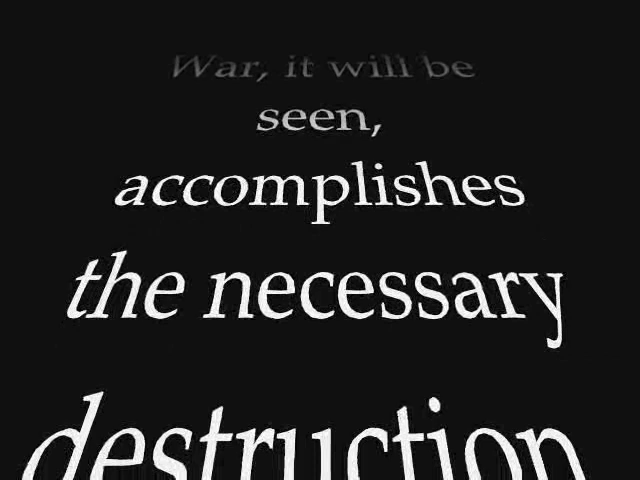 War, it will be
seen,
accomplishes
the necessary
destruction